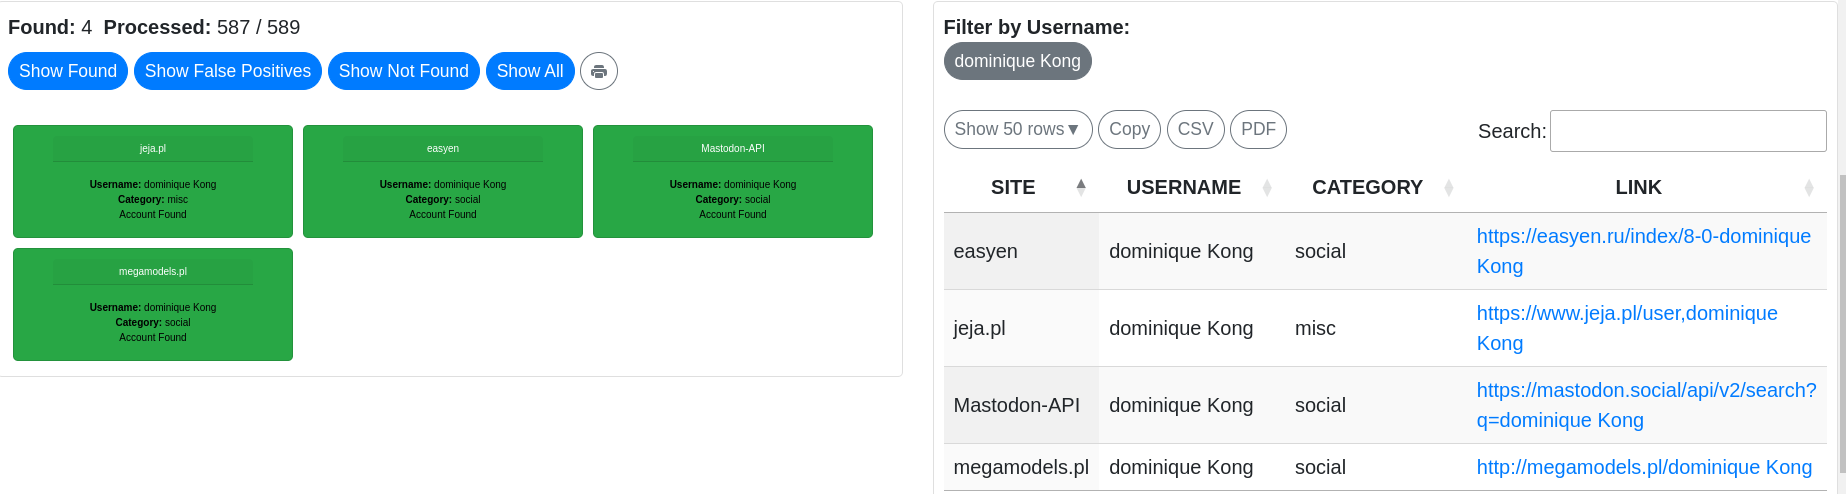 Found: 4 Processed: 587 / 589
Show Found Show False Positives Show Not Found Show All
jeja.pl
Username: dominique Kong
Category: misc
Account Found
easyen
Username: dominique Kong
Category: social
Account Found
Mastodon-API
Username: dominique Kong
Category: social
Account Found
megamodels.pl
Username: dominique Kong
Category: social
Account Found
Filter by Username:
dominique Kong
Show 50 rows▼ Copy CSV PDF Search:
SITE USERNAME CATEGORY LINK
easyen dominique Kong social https://easyen.ru/index/8-0-dominique
Kong
jeja.pl dominique Kong misc https://www.jeja.pl/user,dominique
Kong
Mastodon-API dominique Kong social https://mastodon.social/api/v2/search?
q=dominique Kong
megamodels.pl dominique Kong social http://megamodels.pl/dominique Kong